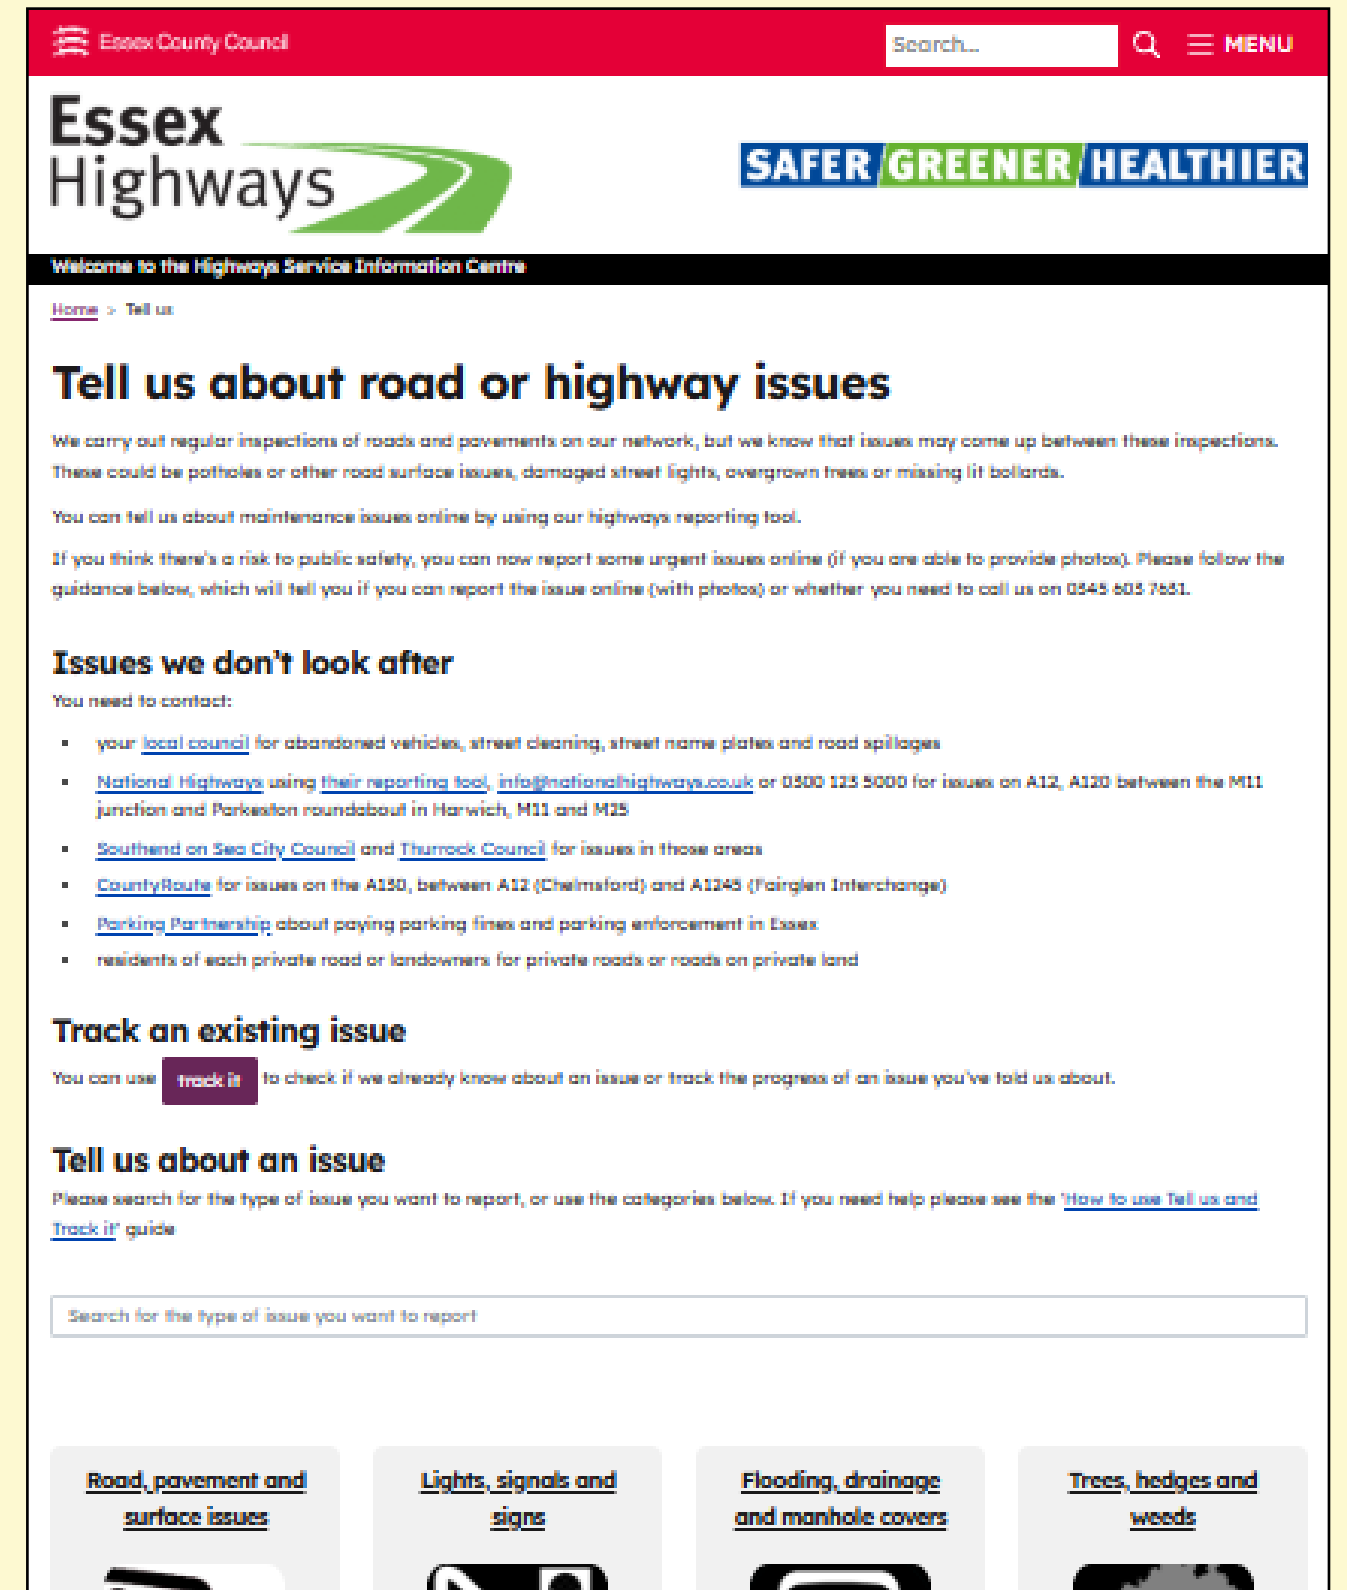 Essex County Council
Search...
MENU
Essex
Highways
SAFER GREENER HEALTHIER
Welcome to the Highways Service Information Centre
Home > Tell us
Tell us about road or highway issues
We carry out regular inspections of roads and pavements on our network, but we know that issues may come up between these inspections.
These could be potholes or other road surface issues, damaged street lights, overgrown trees or missing lit bollards.
You can tell us about maintenance issues online by using our highways reporting tool.
If you think there's a risk to public safety, you can now report some urgent issues online (if you are able to provide photos). Please follow the
guidance below, which will tell you if you can report the issue online (with photos) or whether you need to call us on 0345 603 7631.
Issues we don't look after
You need to contact:
▪ your local council for abandoned vehicles, street cleaning, street name plates and road spillages
▪ National Highways using their reporting tool, info@nationalhighways.co.uk or 0300 123 5000 for issues on A12, A120 between the M11
junction and Parkeston roundabout in Harwich, M11 and M25
▪ Southend on Sea City Council and Thurrock Council for issues in those areas
▪ CountyRoute for issues on the A130, between A12 (Chelmsford) and A1245 (Fairglen Interchange)
▪ Parking Partnership about paying parking fines and parking enforcement in Essex
▪ residents of each private road or landowners for private roads or roads on private land
Track an existing issue
You can use track it to check if we already know about an issue or track the progress of an issue you've told us about.
Tell us about an issue
Please search for the type of issue you want to report, or use the categories below. If you need help please see the 'How to use Tell us and
Track it' guide
Search for the type of issue you want to report
Road, pavement and
surface issues
Lights, signals and
signs
Flooding, drainage
and manhole covers
Trees, hedges and
weeds